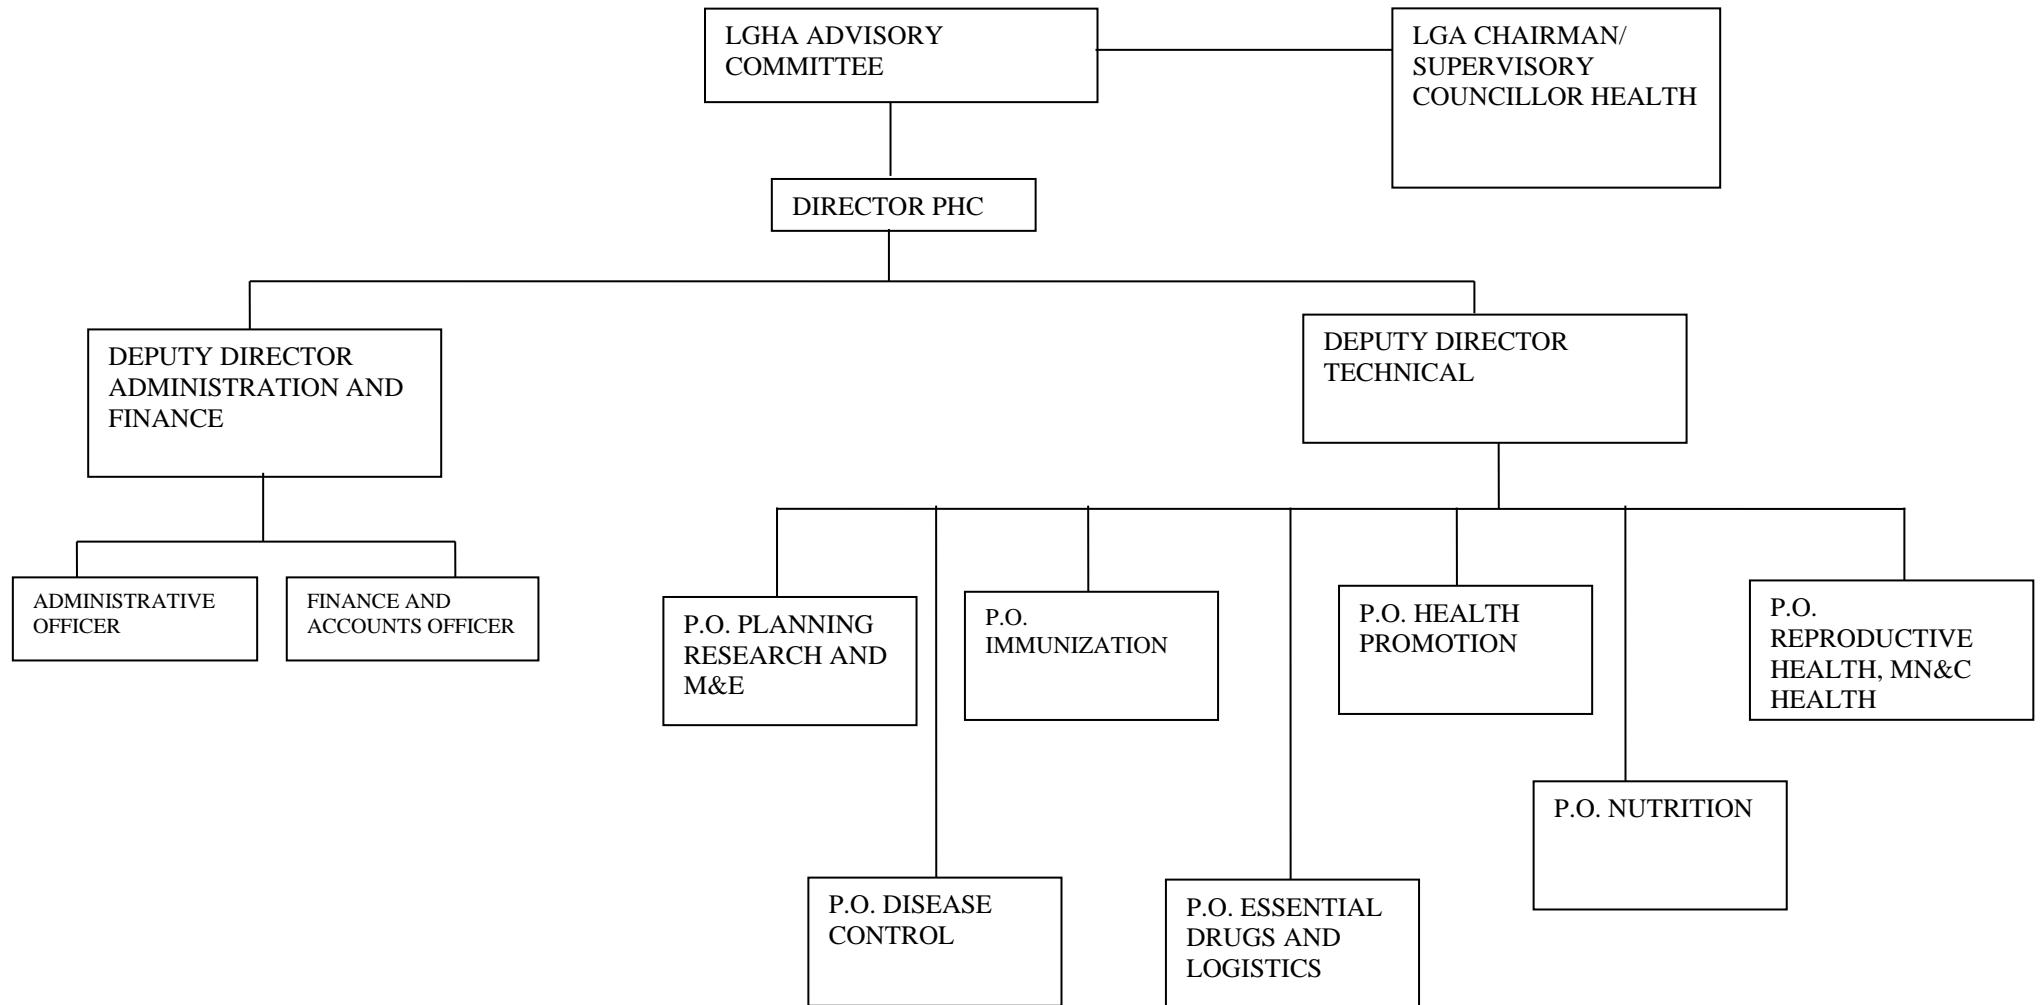 LGHA ADVISORY
COMMITTEE
LGA CHAIRMAN/
SUPERVISORY
COUNCILLOR HEALTH
DIRECTOR PHC
DEPUTY DIRECTOR
ADMINISTRATION AND
FINANCE
DEPUTY DIRECTOR
TECHNICAL
ADMINISTRATIVE
OFFICER
FINANCE AND
ACCOUNTS OFFICER
P.O. PLANNING
RESEARCH AND
M&E
P.O.
IMMUNIZATION
P.O. HEALTH
PROMOTION
P.O.
REPRODUCTIVE
HEALTH, MN&C
HEALTH
P.O. NUTRITION
P.O. DISEASE
CONTROL
P.O. ESSENTIAL
DRUGS AND
LOGISTICS